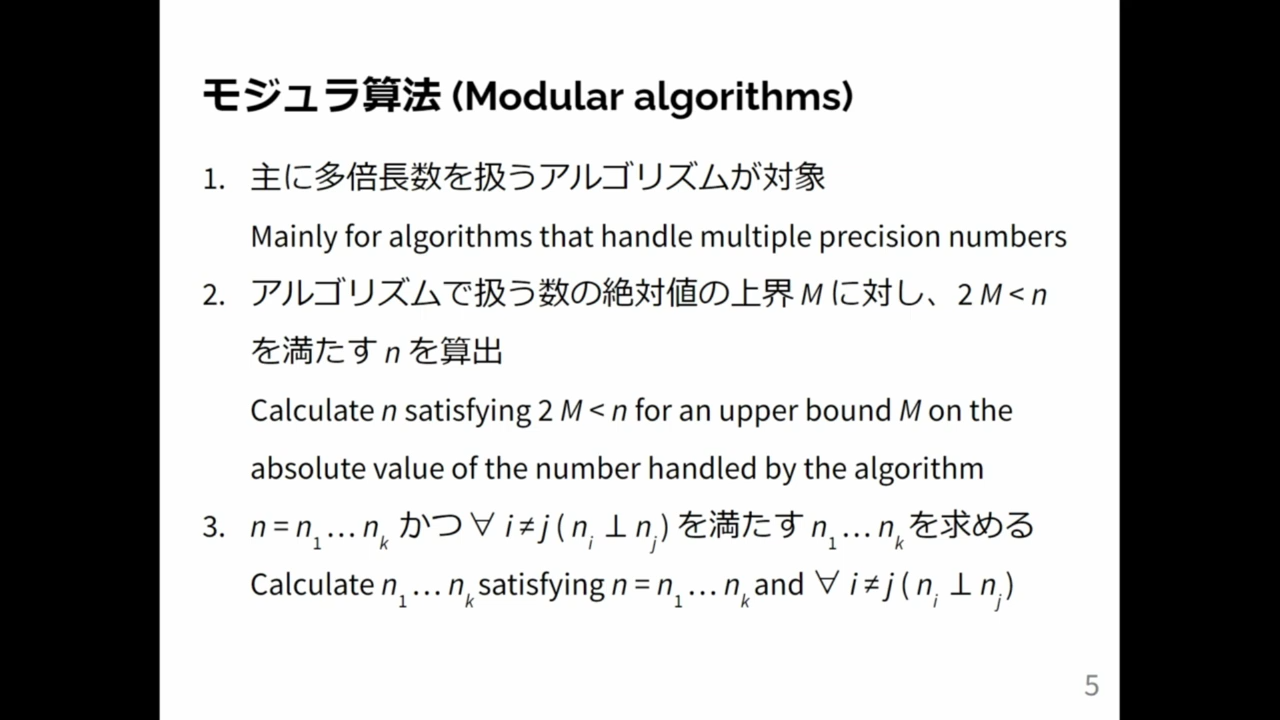 モジュラ算法 (Modular algorithms)
1. 主に多倍長数を扱うアルゴリズムが対象
Mainly for algorithms that handle multiple precision numbers
2. アルゴリズムで扱う数の絶対値の上界 M に対し、2 M < n
を満たす n を算出
Calculate n satisfying 2 M < n for an upper bound M on the
absolute value of the number handled by the algorithm
3. n = n₁… nₖ かつ ∀ i ≠ j ( nᵢ ⊥ nⱼ) を満たす n₁… nₖ を求める
Calculate n₁… nₖ satisfying n = n₁… nₖ and ∀ i ≠ j ( nᵢ ⊥ nⱼ)
5